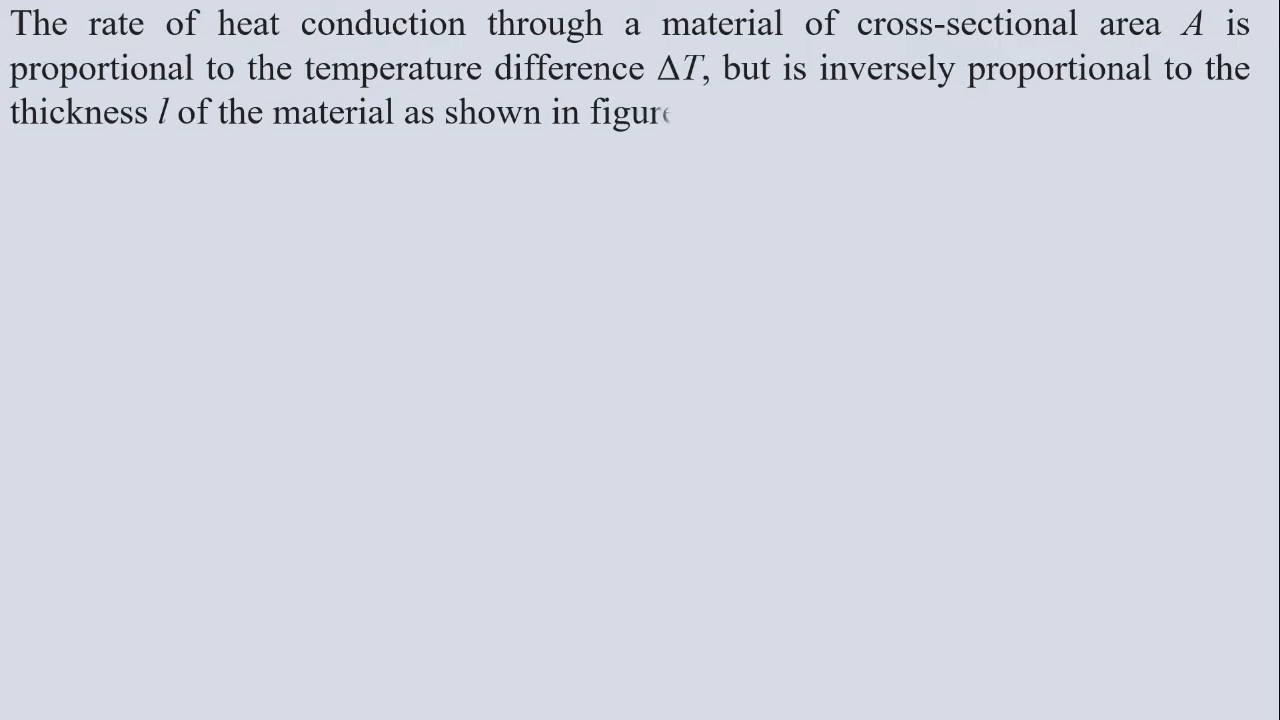 The rate of heat conduction through a material of cross-sectional area A is
proportional to the temperature difference ΔT, but is inversely proportional to the
thickness l of the material as shown in figure